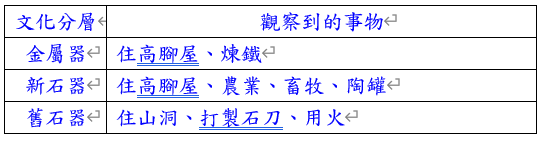 文化分層 觀察到的事物
金屬器 住高腳屋、煉鐵
新石器 住高腳屋、農業、畜牧、陶罐
舊石器 住山洞、打製石刀、用火